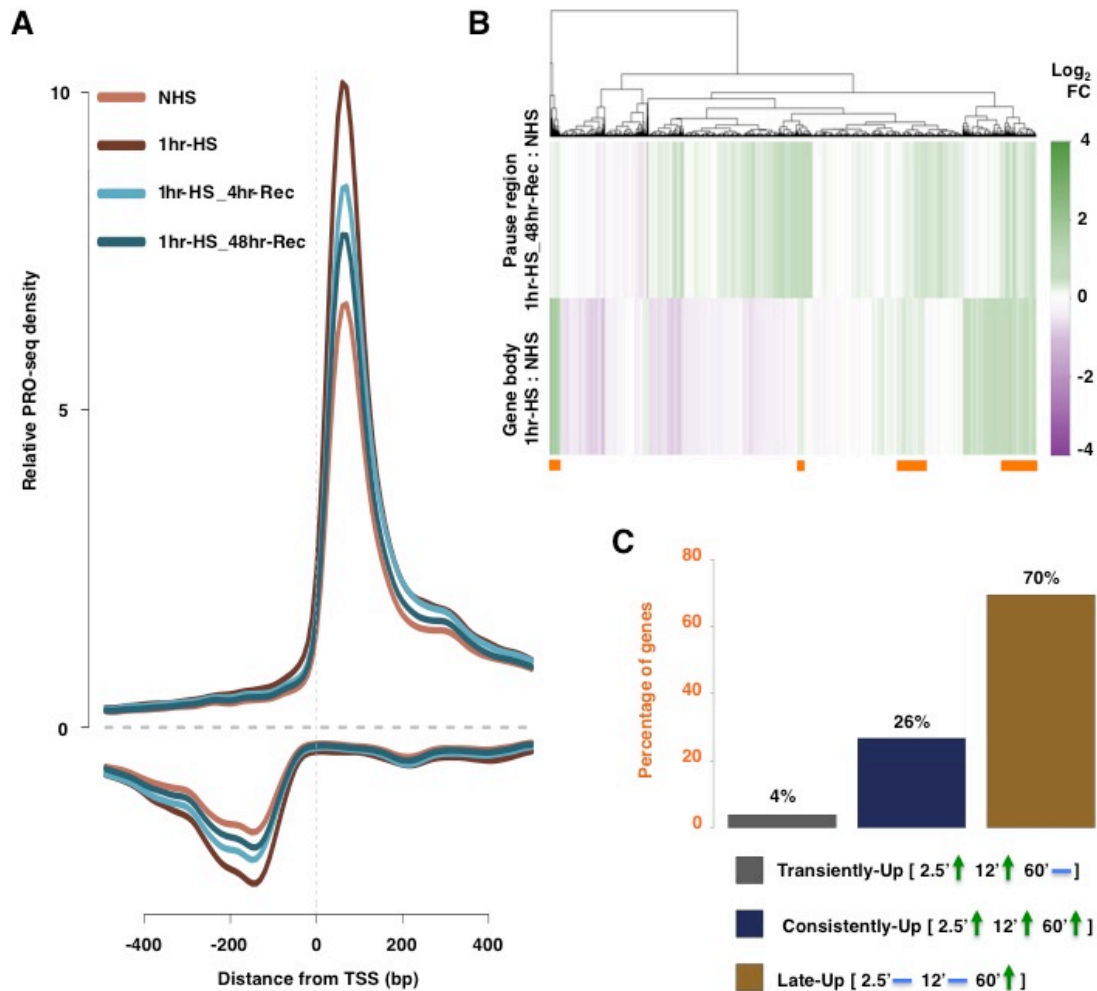 A
10
5
0
Relative PRO-seq density
NHS
1hr-HS
1hr-HS_4hr-Rec
1hr-HS_48hr-Rec
-400
-200
0
200
400
Distance from TSS (bp)
B
Pause region
1hr-HS_48hr-Rec : NHS
Gene body
1hr-HS : NHS
Log2
FC
4
2
0
-2
-4
C
Percentage of genes
80
60
40
20
0
4%
26%
70%
Transiently-Up [ 2.5’↑ 12’↑ 60’— ]
Consistently-Up [ 2.5’↑ 12’↑ 60’↑ ]
Late-Up [ 2.5’— 12’— 60’↑ ]